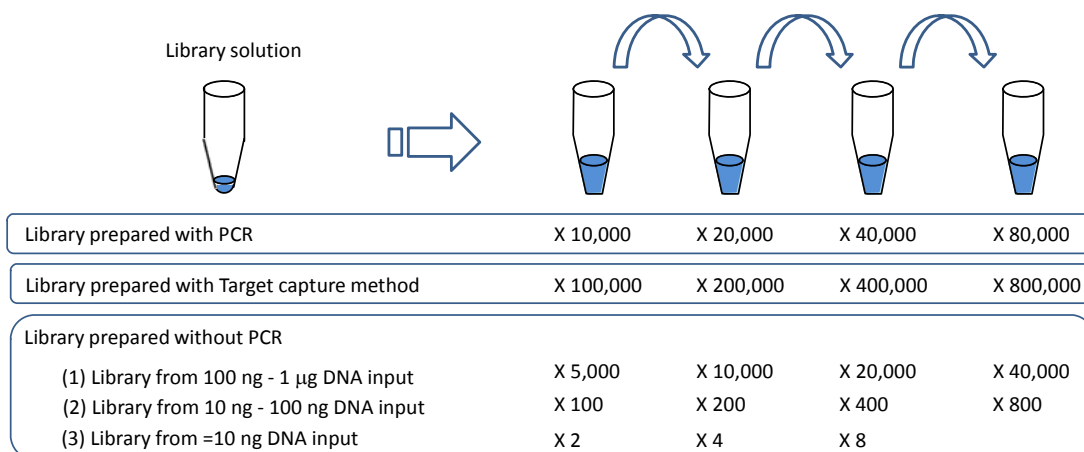 Library solution
Library prepared with PCR X 10,000 X 20,000 X 40,000 X 80,000
Library prepared with Target capture method X 100,000 X 200,000 X 400,000 X 800,000
Library prepared without PCR
(1) Library from 100 ng - 1 μg DNA input X 5,000 X 10,000 X 20,000 X 40,000
(2) Library from 10 ng - 100 ng DNA input X 100 X 200 X 400 X 800
(3) Library from =10 ng DNA input X 2 X 4 X 8